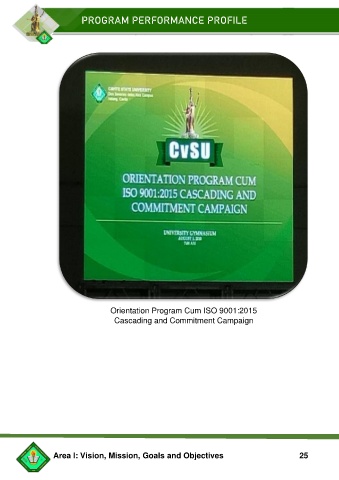 PROGRAM PERFORMANCE PROFILE
CAVITE STATE UNIVERSITY
CvSU
ORIENTATION PROGRAM CUM
ISO 9001:2015 CASCADING AND
COMMITMENT CAMPAIGN
UNIVERSITY GYMNASIUM
Orientation Program Cum ISO 9001:2015
Cascading and Commitment Campaign
Area I: Vision, Mission, Goals and Objectives 25